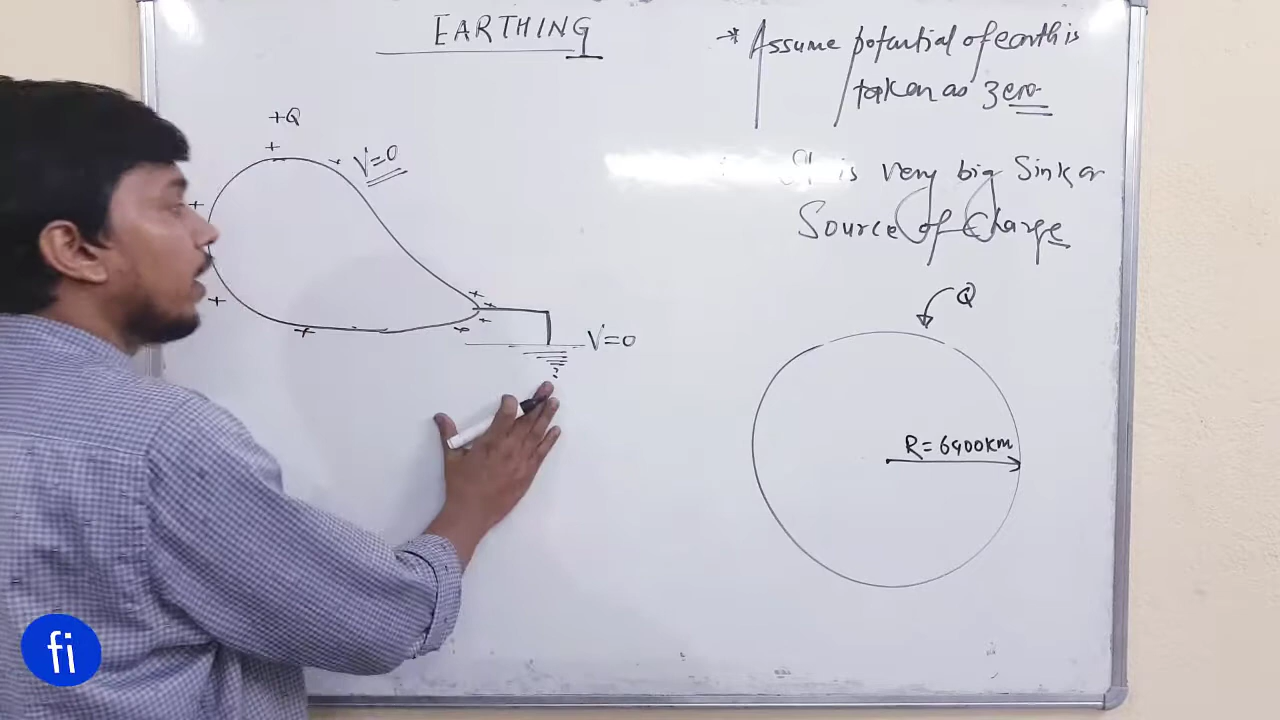 EARTHING
* Assume potential of earth is
taken as zero
It is very big Sink or
Source of Charge
+Q
V=0
V=0
Q
R=6400km
fi